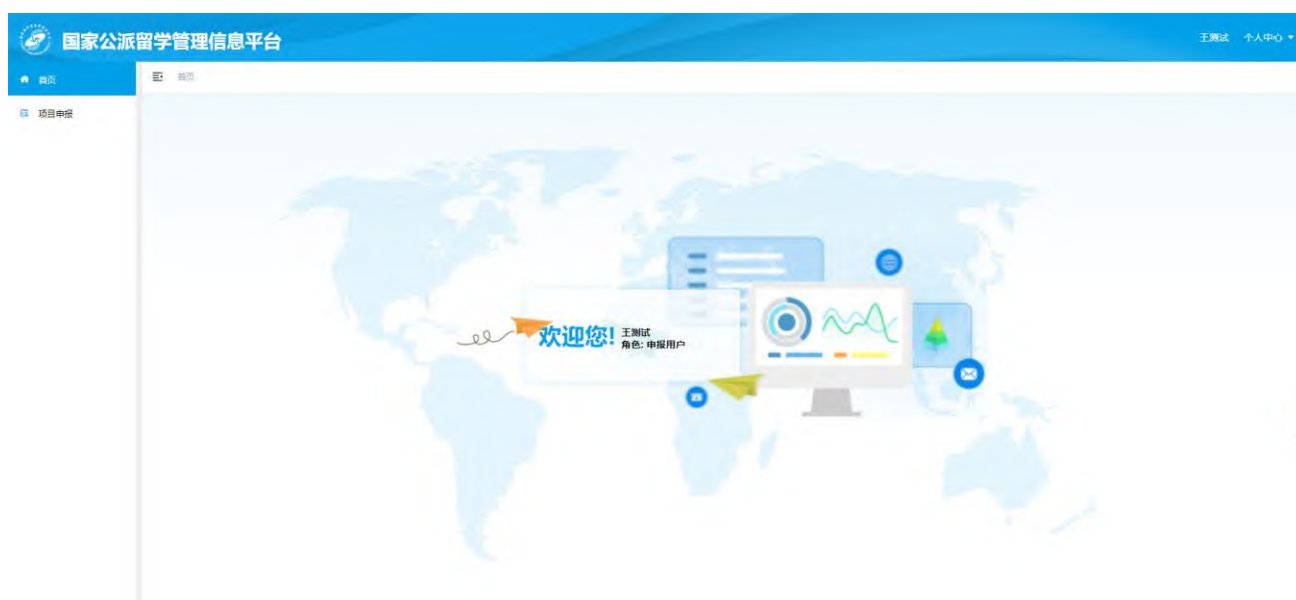 国家公派留学管理信息平台
王测试 个人中心
首页
首页
项目申报
欢迎您!
王测试
角色: 申报用户